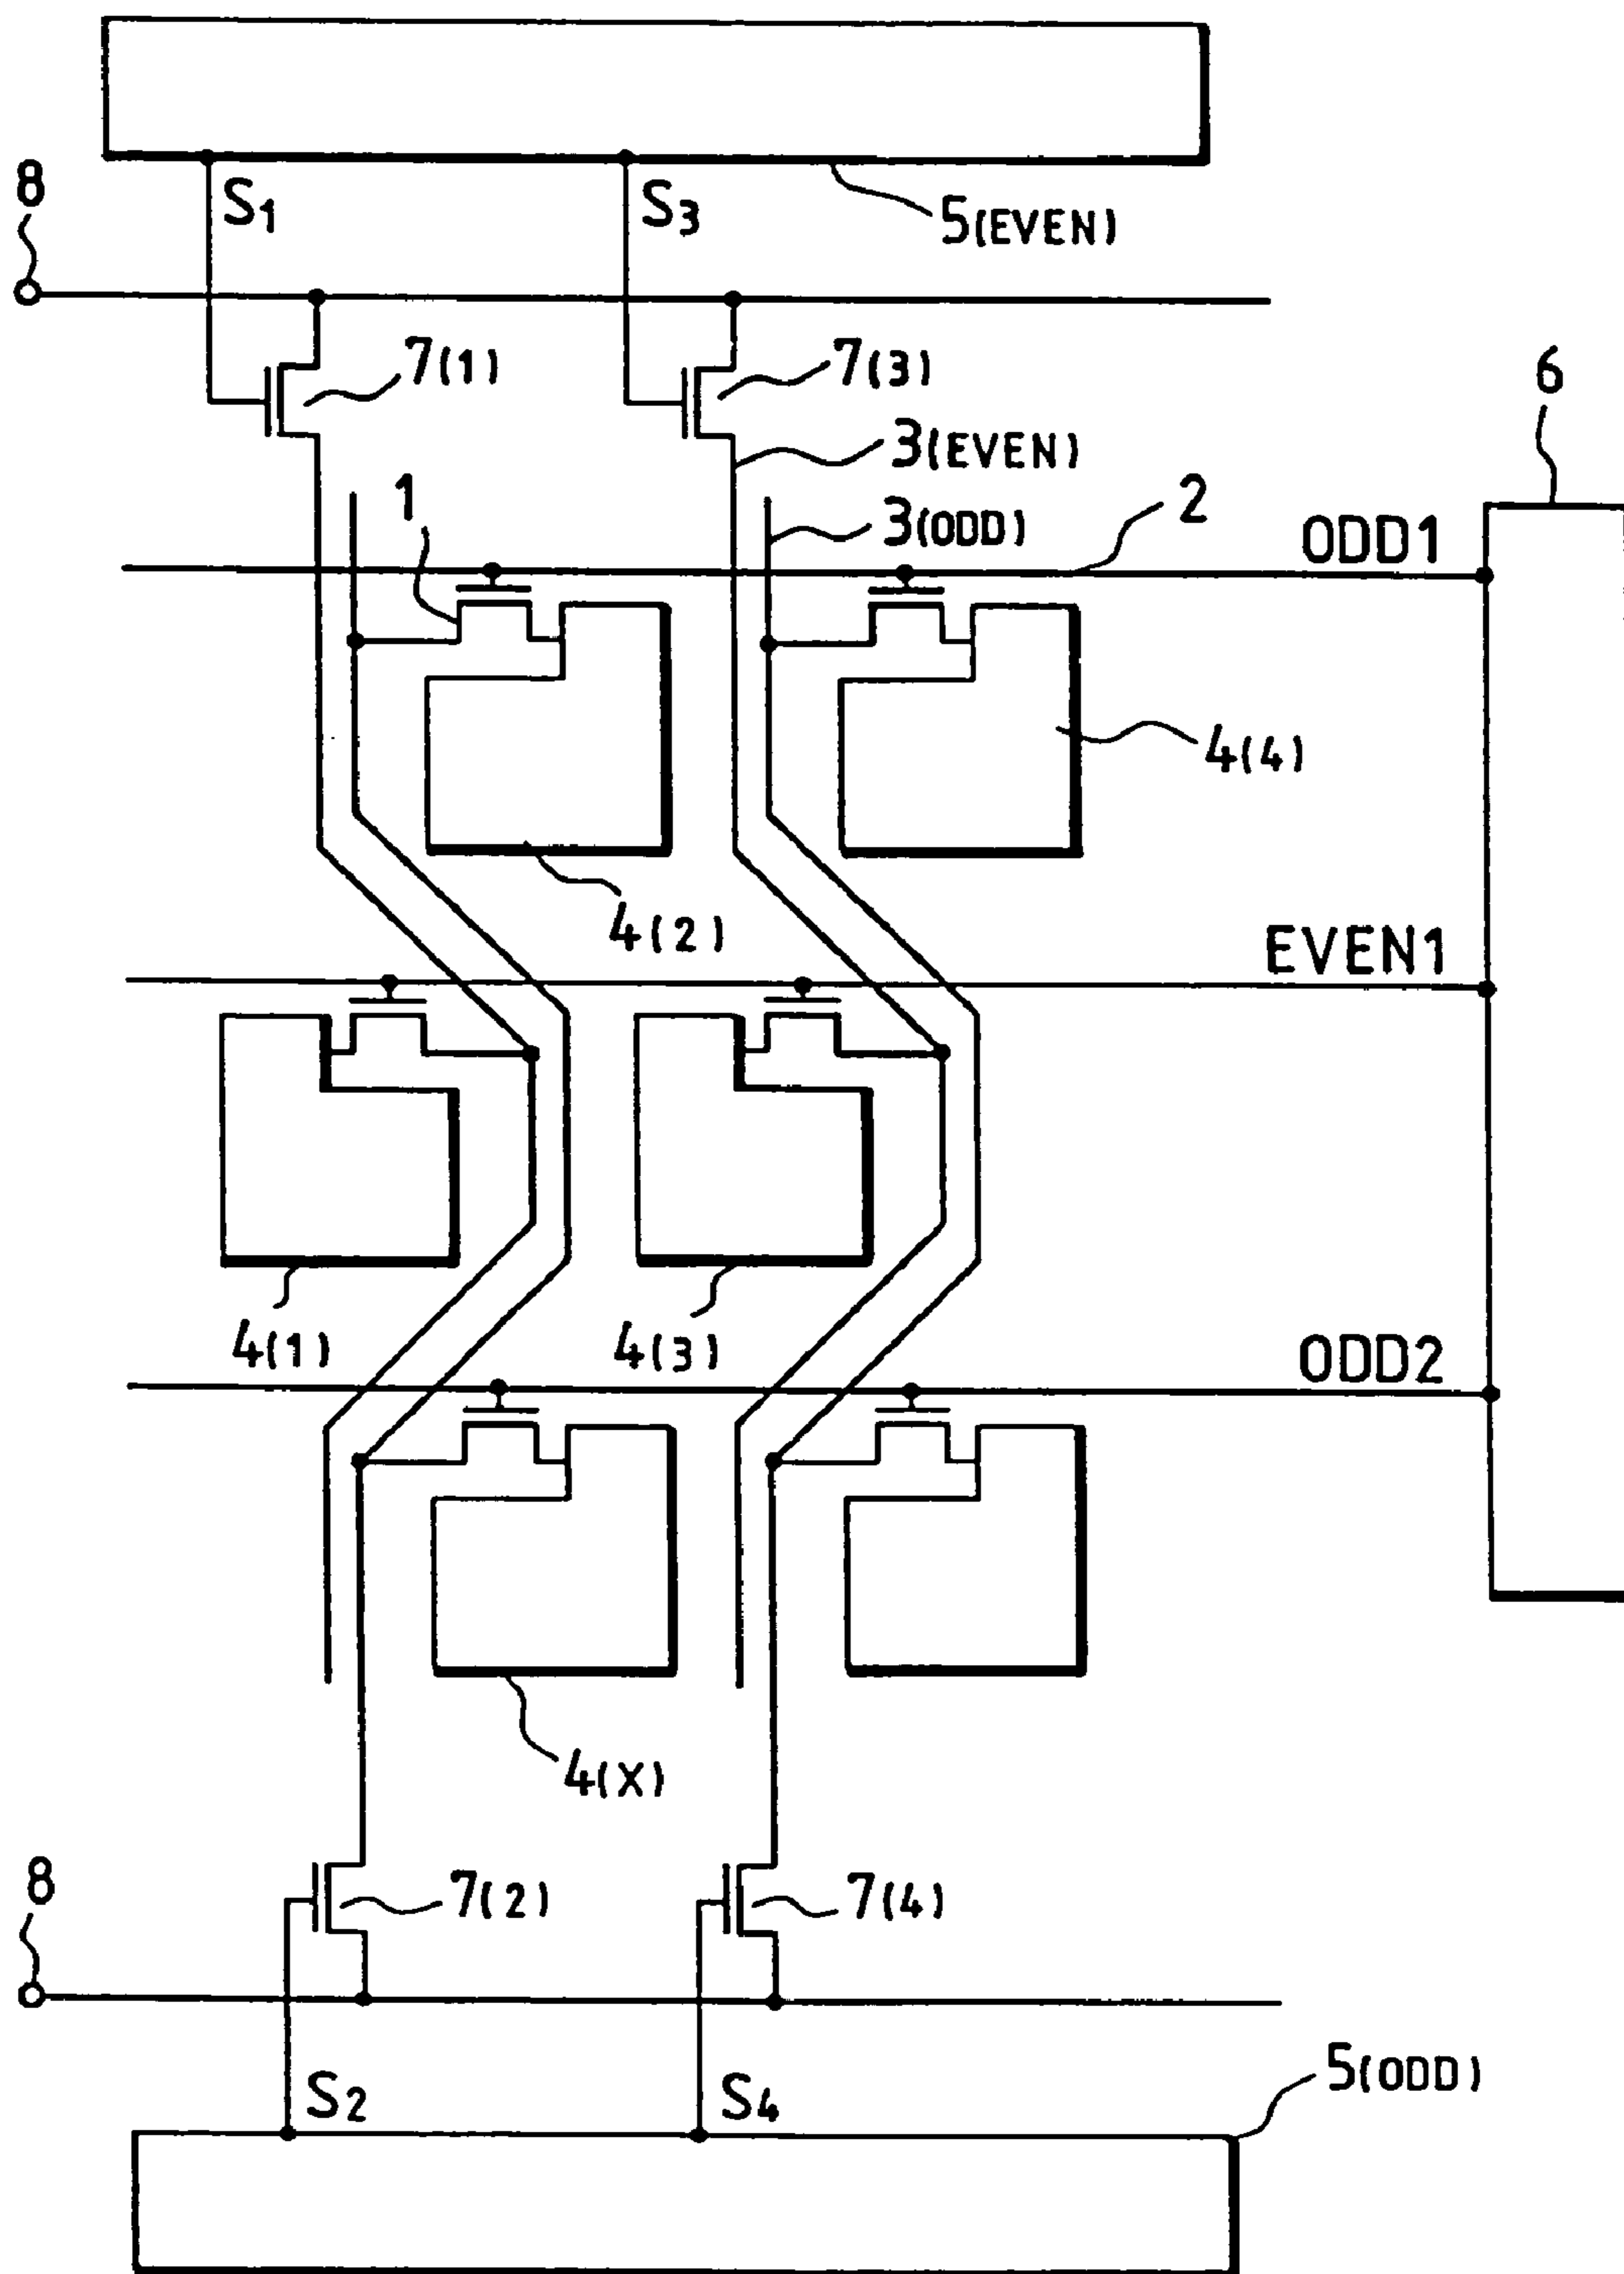 8
S1
S3
5(EVEN)
7(1)
7(3)
6
3(EVEN)
1
3(ODD)
2
ODD1
4(4)
4(2)
EVEN1
4(1)
4(3)
ODD2
4(X)
8
7(2)
7(4)
S2
S4
5(ODD)